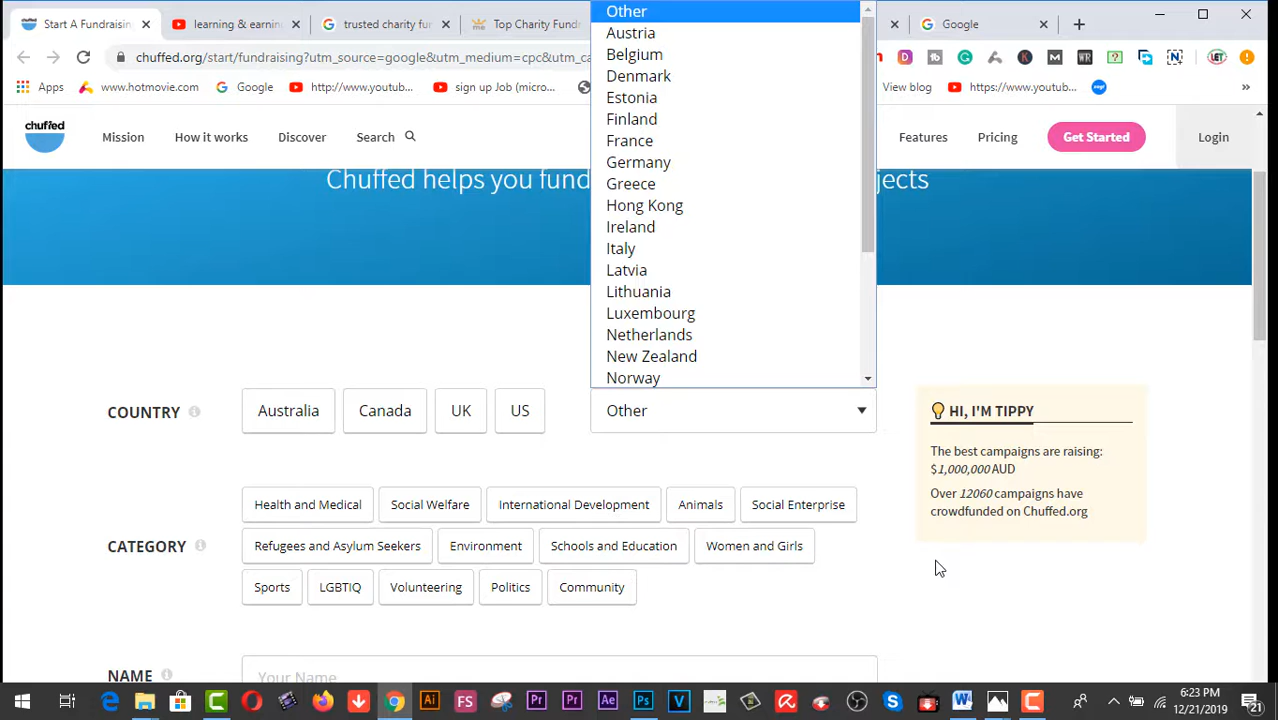 Start A Fundraisin
learning & earning
trusted charity fu
Top Charity Fundr
Google
chuffed.org/start/fundraising?utm_source=google&utm_medium=cpc&utm_ca
Apps
www.hotmovie.com
Google
http://www.youtub...
sign up Job (micro...
View blog
https://www.youtu...
chuffed
Mission
How it works
Discover
Search
Features
Pricing
Get Started
Login
Chuffed helps you fund
jects
Other
Austria
Belgium
Denmark
Estonia
Finland
France
Germany
Greece
Hong Kong
Ireland
Italy
Latvia
Lithuania
Luxembourg
Netherlands
New Zealand
Norway
COUNTRY
Australia
Canada
UK
US
Other
HI, I'M TIPPY
The best campaigns are raising:
$1,000,000 AUD
Over 12060 campaigns have
crowdfunded on Chuffed.org
CATEGORY
Health and Medical
Social Welfare
International Development
Animals
Social Enterprise
Refugees and Asylum Seekers
Environment
Schools and Education
Women and Girls
Sports
LGBTIQ
Volunteering
Politics
Community
NAME
Your Name
6:23 PM
12/21/2019
21